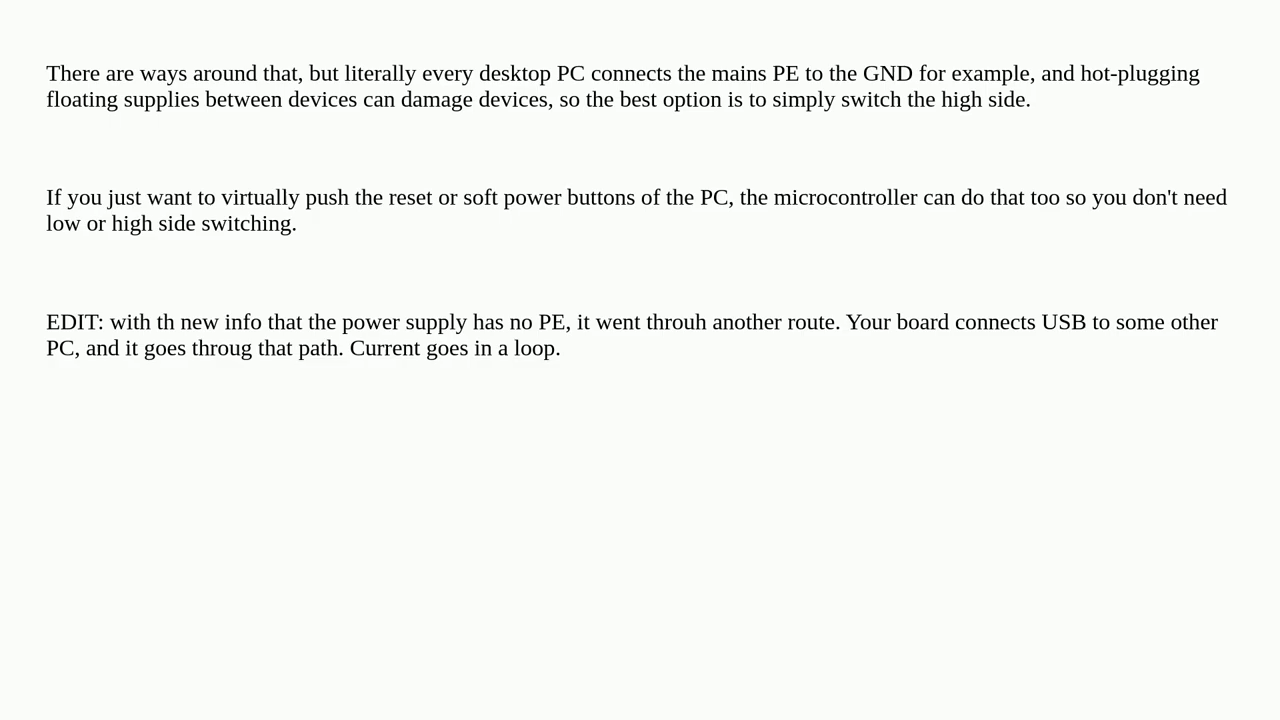 There are ways around that, but literally every desktop PC connects the mains PE to the GND for example, and hot-plugging
floating supplies between devices can damage devices, so the best option is to simply switch the high side.
If you just want to virtually push the reset or soft power buttons of the PC, the microcontroller can do that too so you don't need
low or high side switching.
EDIT: with th new info that the power supply has no PE, it went throuh another route. Your board connects USB to some other
PC, and it goes throug that path. Current goes in a loop.